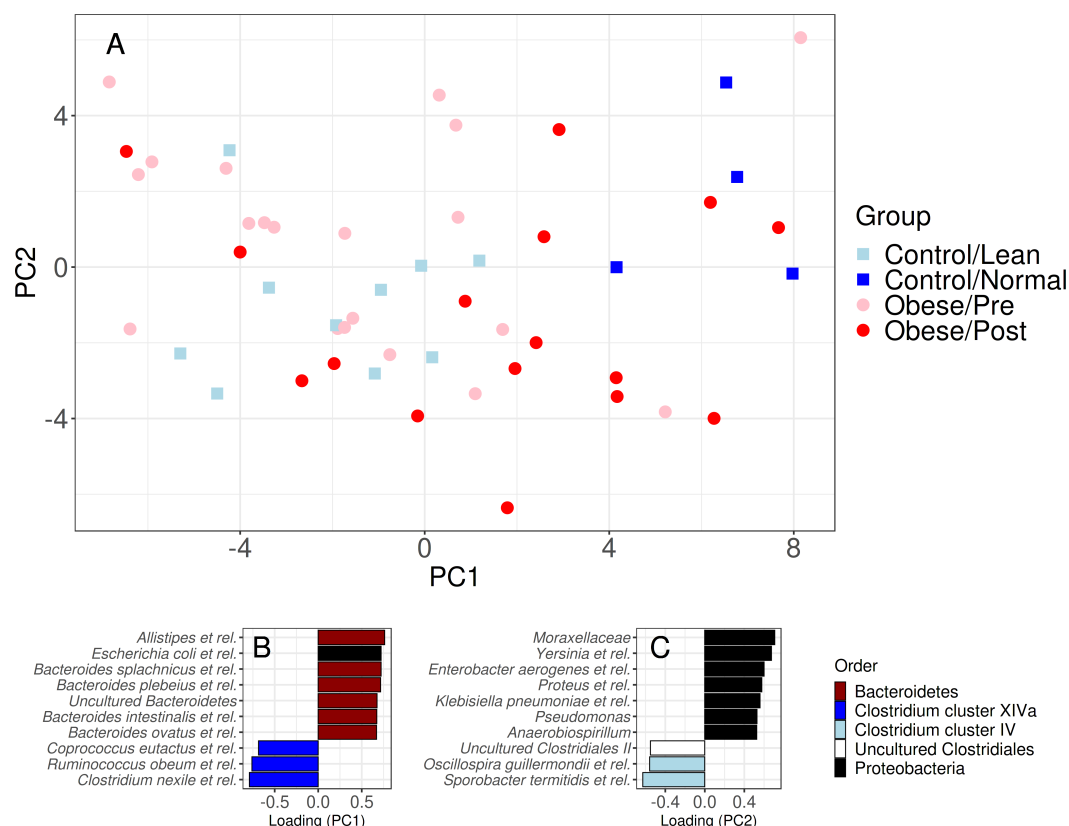 A
4
0
-4
PC2
-4
0
4
8
PC1
Group
Control/Lean
Control/Normal
Obese/Pre
Obese/Post
B
Allistipes et rel.
Escherichia coli et rel.
Bacteroides splachnicus et rel.
Bacteroides plebeius et rel.
Uncultured Bacteroidetes
Bacteroides intestinalis et rel.
Bacteroides ovatus et rel.
Coprococcus eutactus et rel.
Ruminococcus obeum et rel.
Clostridium nexile et rel.
-0.5 0.0 0.5
Loading (PC1)
C
Moraxellaceae
Yersinia et rel.
Enterobacter aerogenes et rel.
Proteus et rel.
Klebisiella pneumoniae et rel.
Pseudomonas
Anaerobiospirillum
Uncultured Clostridiales II
Oscillospira guillermondii et rel.
Sporobacter termitidis et rel.
-0.4 0.0 0.4
Loading (PC2)
Order
Bacteroidetes
Clostridium cluster XIVa
Clostridium cluster IV
Uncultured Clostridiales
Proteobacteria